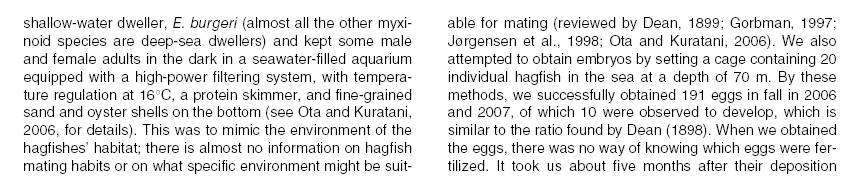 shallow-water dweller, E. burgeri (almost all the other myxi-
noid species are deep-sea dwellers) and kept some male
and female adults in the dark in a seawater-filled aquarium
equipped with a high-power filtering system, with tempera-
ture regulation at 16°C, a protein skimmer, and fine-grained
sand and oyster shells on the bottom (see Ota and Kuratani,
2006, for details). This was to mimic the environment of the
hagfishes' habitat; there is almost no information on hagfish
mating habits or on what specific environment might be suit-
able for mating (reviewed by Dean, 1899; Gorbman, 1997;
Jørgensen et al., 1998; Ota and Kuratani, 2006). We also
attempted to obtain embryos by setting a cage containing 20
individual hagfish in the sea at a depth of 70 m. By these
methods, we successfully obtained 191 eggs in fall in 2006
and 2007, of which 10 were observed to develop, which is
similar to the ratio found by Dean (1898). When we obtained
the eggs, there was no way of knowing which eggs were fer-
tilized. It took us about five months after their deposition